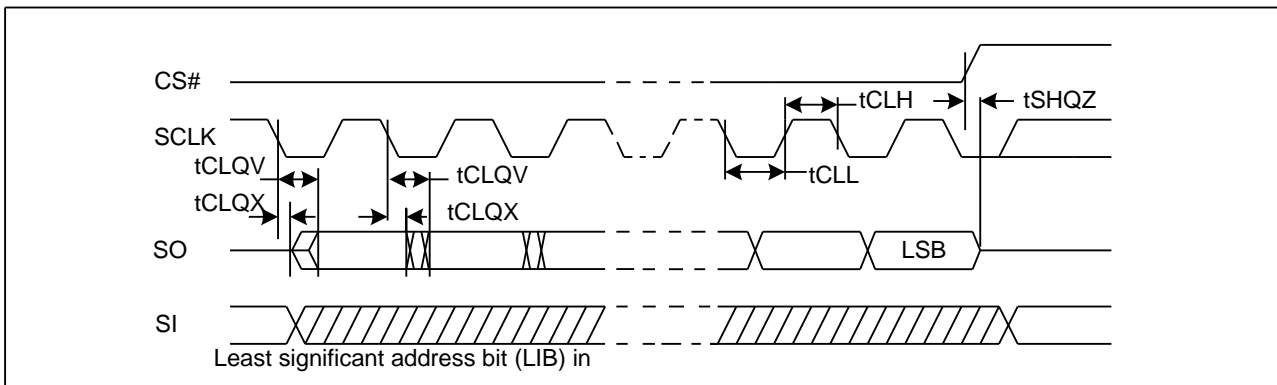 CS#
tCLH
tSHQZ
SCLK
tCLQV
tCLQV
tCLL
tCLQX
tCLQX
SO
LSB
SI
Least significant address bit (LIB) in